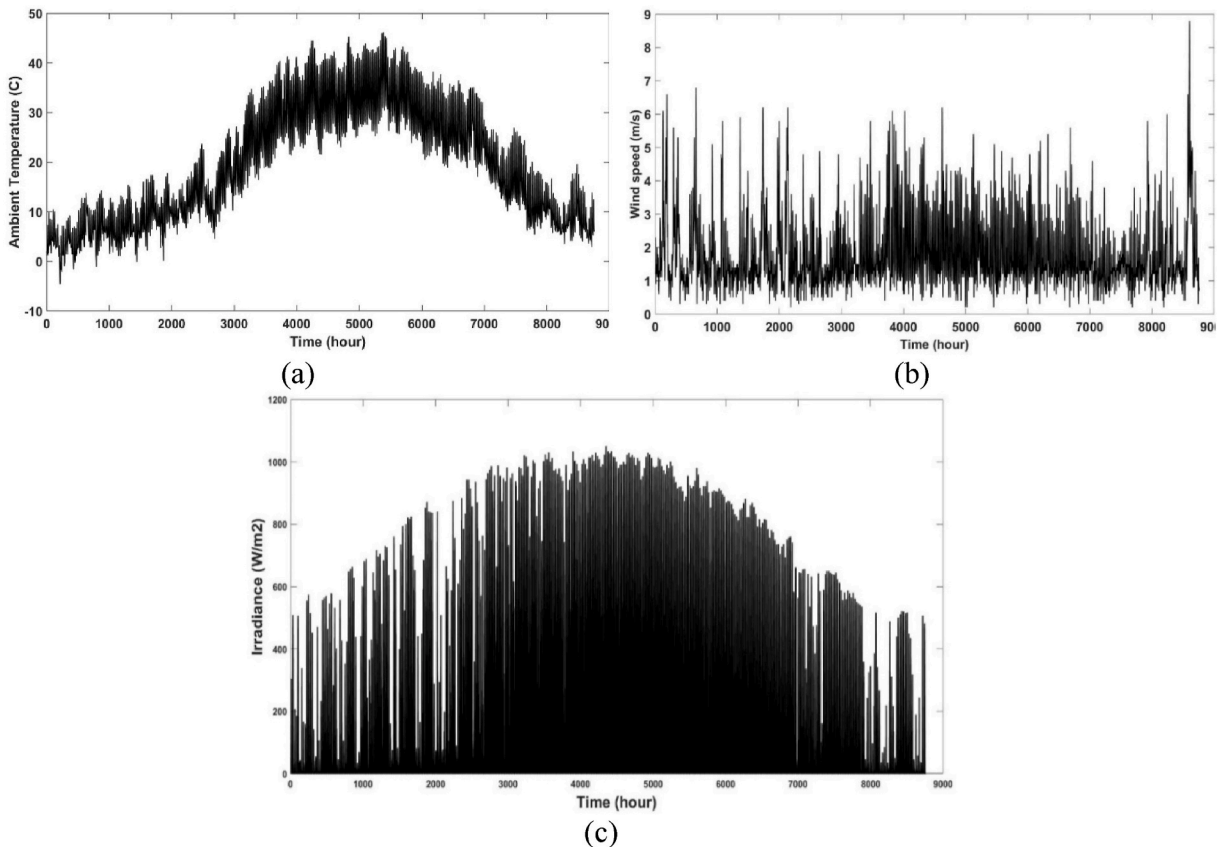 50
40
30
20
10
0
-10
Ambient Temperature (C)
0 1000 2000 3000 4000 5000 6000 7000 8000 90
Time (hour)
(a)
9
8
7
6
5
4
3
2
1
0
Wind speed (m/s)
0 1000 2000 3000 4000 5000 6000 7000 8000 900
Time (hour)
(b)
1200
1000
800
600
400
200
0
Irradiance (W/m2)
0 1000 2000 3000 4000 5000 6000 7000 8000 9000
Time (hour)
(c)